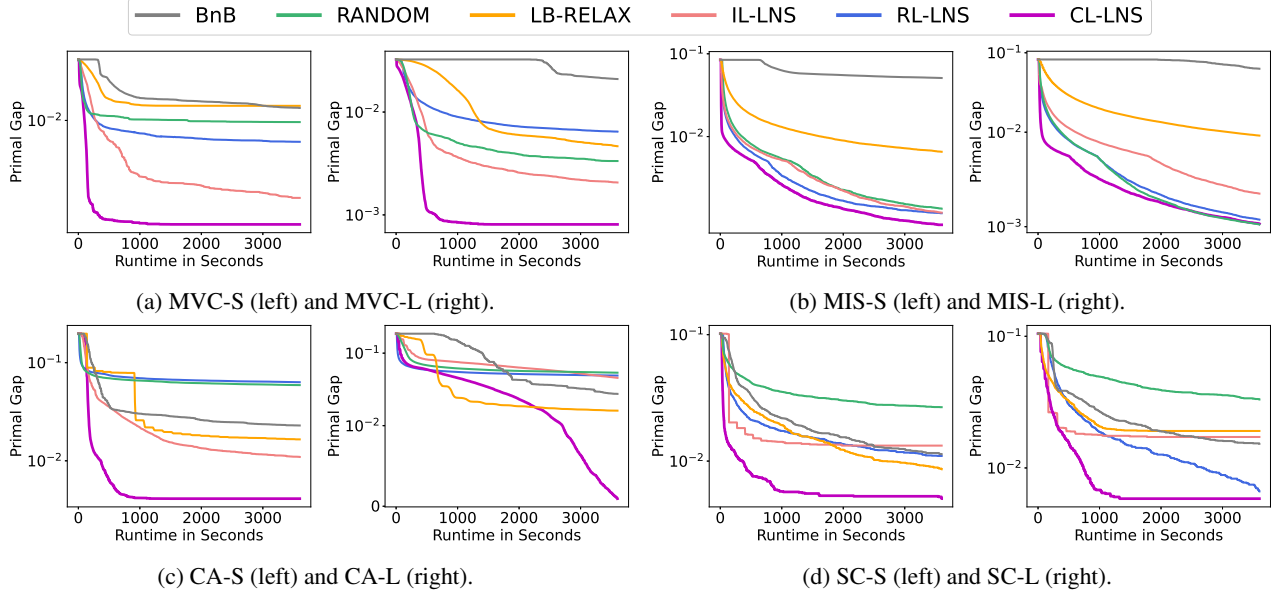 BnB RANDOM LB-RELAX IL-LNS RL-LNS CL-LNS
Primal Gap
10⁻²
0 1000 2000 3000
Runtime in Seconds
Primal Gap
10⁻²
10⁻³
0 1000 2000 3000
Runtime in Seconds
(a) MVC-S (left) and MVC-L (right).
Primal Gap
10⁻¹
10⁻²
0 1000 2000 3000
Runtime in Seconds
Primal Gap
10⁻¹
10⁻²
10⁻³
0 1000 2000 3000
Runtime in Seconds
(b) MIS-S (left) and MIS-L (right).
Primal Gap
10⁻¹
10⁻²
0 1000 2000 3000
Runtime in Seconds
Primal Gap
10⁻¹
10⁻²
0
0 1000 2000 3000
Runtime in Seconds
(c) CA-S (left) and CA-L (right).
Primal Gap
10⁻¹
10⁻²
0 1000 2000 3000
Runtime in Seconds
Primal Gap
10⁻¹
10⁻²
0 1000 2000 3000
Runtime in Seconds
(d) SC-S (left) and SC-L (right).